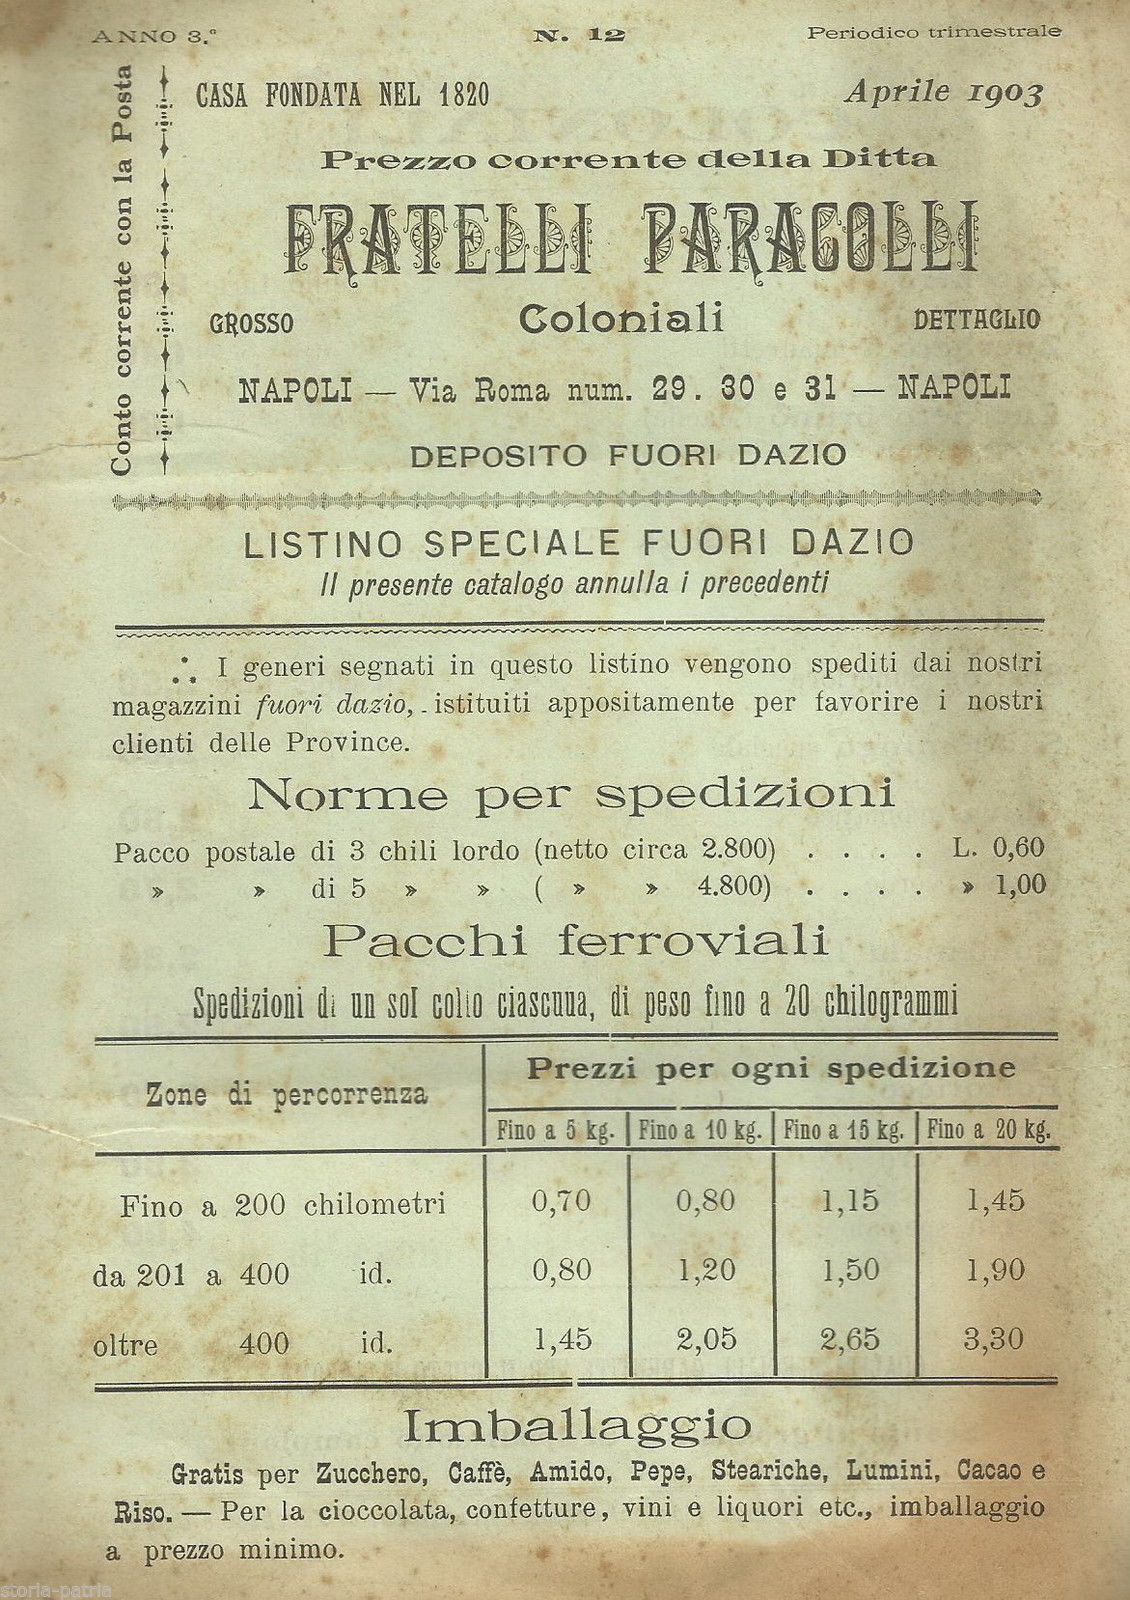 ANNO 3.º N. 12 Periodico trimestrale
Conto corrente con la Posta
CASA FONDATA NEL 1820 Aprile 1903
Prezzo corrente della Ditta
FRATELLI PARAGOLLI
GROSSO Coloniali DETTAGLIO
NAPOLI — Via Roma num. 29. 30 e 31 — NAPOLI
DEPOSITO FUORI DAZIO
LISTINO SPECIALE FUORI DAZIO
Il presente catalogo annulla i precedenti
∴ I generi segnati in questo listino vengono spediti dai nostri
magazzini fuori dazio, istituiti appositamente per favorire i nostri
clienti delle Province.
Norme per spedizioni
Pacco postale di 3 chili lordo (netto circa 2.800) . . . . L. 0,60
» » di 5 » » ( » » 4.800) . . . . » 1,00
Pacchi ferroviali
Spedizioni di un sol collo ciascuua, di peso fino a 20 chilogrammi
Zone di percorrenza Prezzi per ogni spedizione
Fino a 5 kg. Fino a 10 kg. Fino a 15 kg. Fino a 20 kg.
Fino a 200 chilometri 0,70 0,80 1,15 1,45
da 201 a 400 id. 0,80 1,20 1,50 1,90
oltre 400 id. 1,45 2,05 2,65 3,30
Imballaggio
Gratis per Zucchero, Caffè, Amido, Pepe, Steariche, Lumini, Cacao e
Riso. — Per la cioccolata, confetture, vini e liquori etc., imballaggio
a prezzo minimo.
storia-patria